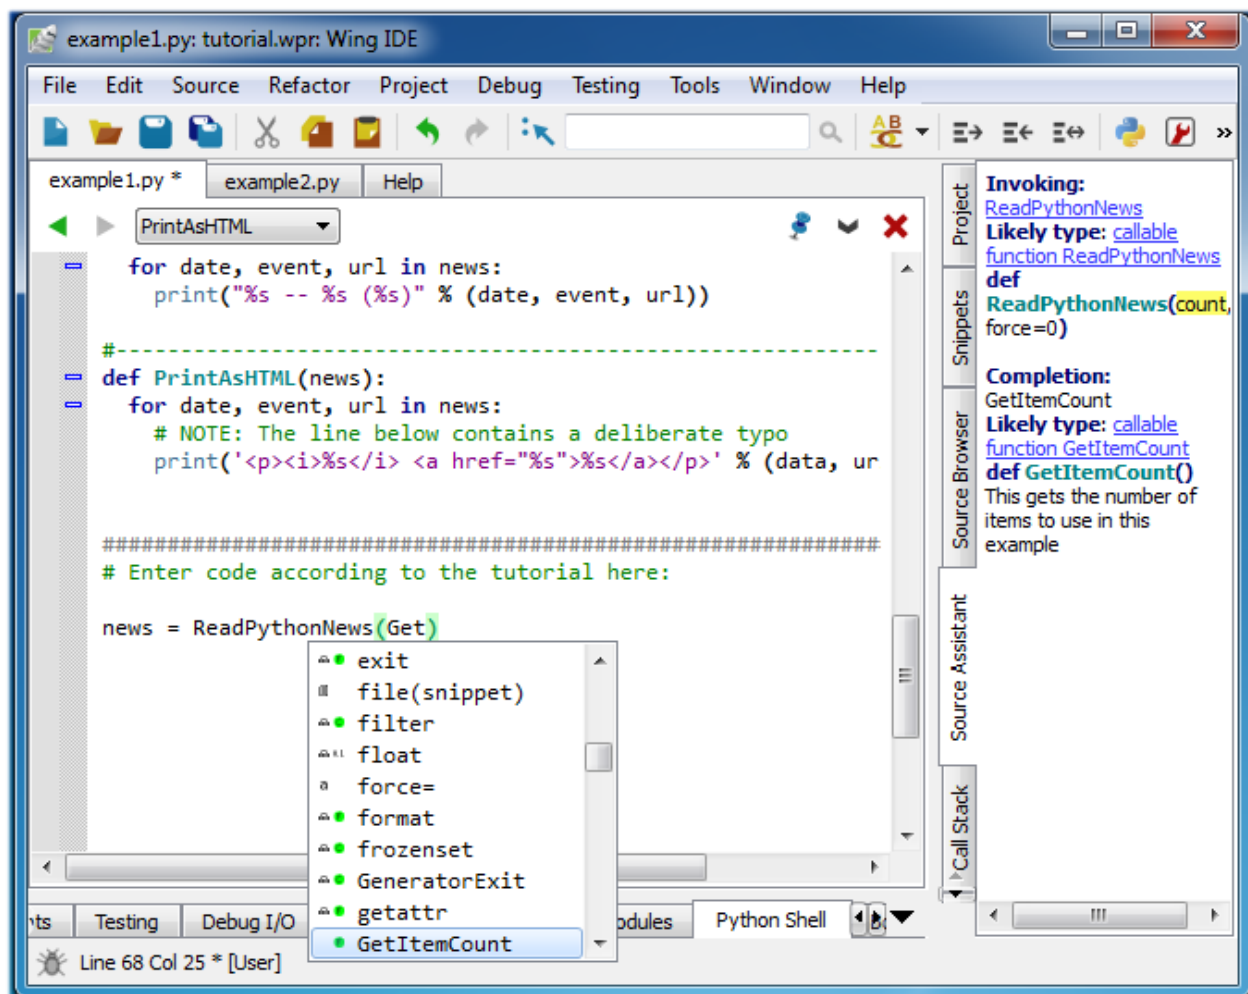 example1.py: tutorial.wpr: Wing IDE
File Edit Source Refactor Project Debug Testing Tools Window Help
example1.py * example2.py Help
PrintAsHTML
for date, event, url in news:
print("%s -- %s (%s)" % (date, event, url))
#-----------------------------------------------------------
def PrintAsHTML(news):
for date, event, url in news:
# NOTE: The line below contains a deliberate typo
print('<p><i>%s</i> <a href="%s">%s</a></p>' % (data, ur
############################################################
# Enter code according to the tutorial here:
news = ReadPythonNews(Get)
exit
file(snippet)
filter
float
force=
format
frozenset
GeneratorExit
getattr
GetItemCount
Project
Snippets
Source Browser
Source Assistant
Call Stack
Invoking:
ReadPythonNews
Likely type: callable
function ReadPythonNews
def
ReadPythonNews(count,
force=0)
Completion:
GetItemCount
Likely type: callable
function GetItemCount
def GetItemCount()
This gets the number of
items to use in this
example
Testing Debug I/O Python Shell
Line 68 Col 25 * [User]